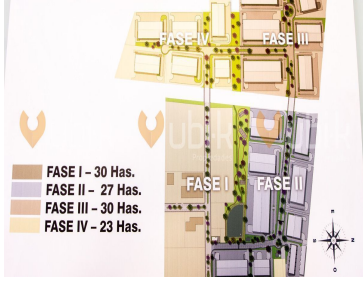 FASE IV
FASE III
FASE I
FASE II
FASE I – 30 Has.
FASE II – 27 Has.
FASE III – 30 Has.
FASE IV – 23 Has.